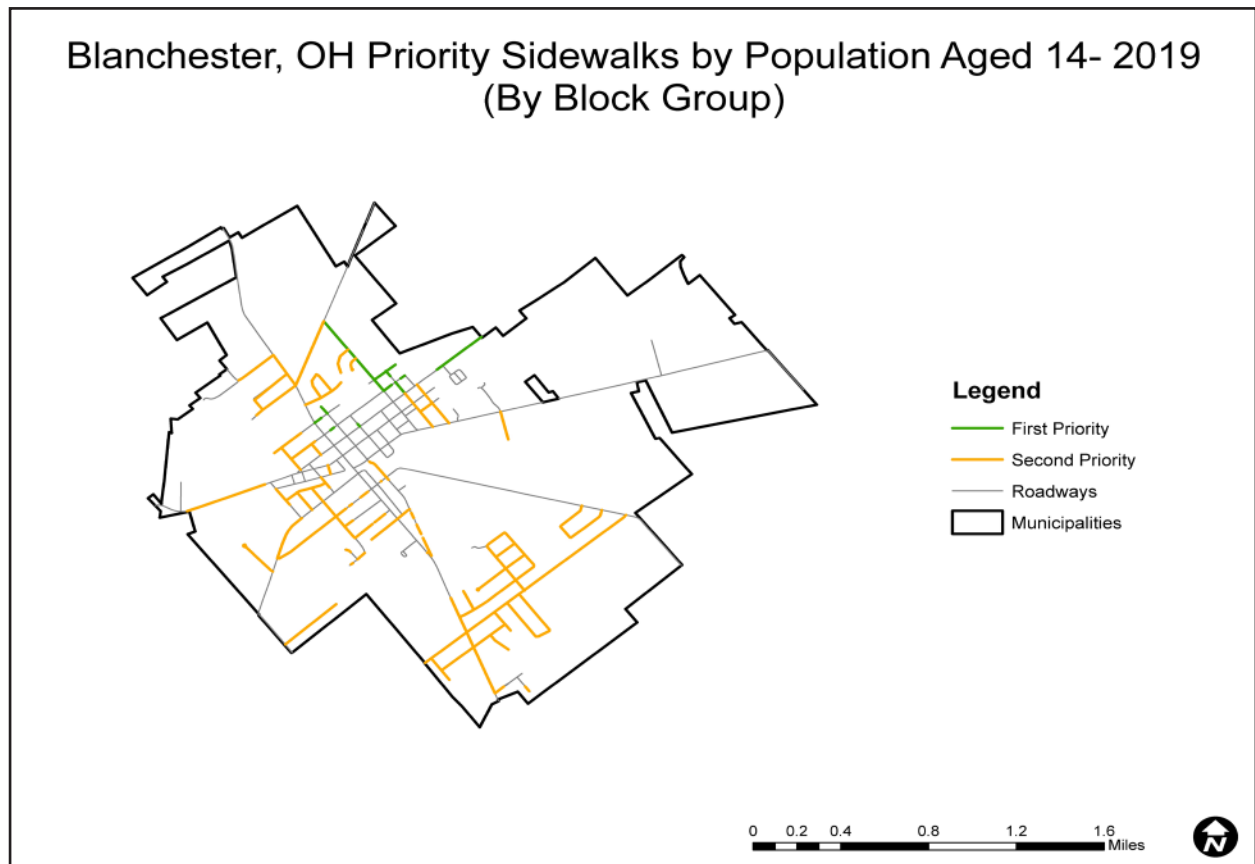 Blanchester, OH Priority Sidewalks by Population Aged 14- 2019
(By Block Group)
Legend
First Priority
Second Priority
Roadways
Municipalities
0 0.2 0.4 0.8 1.2 1.6
Miles
N